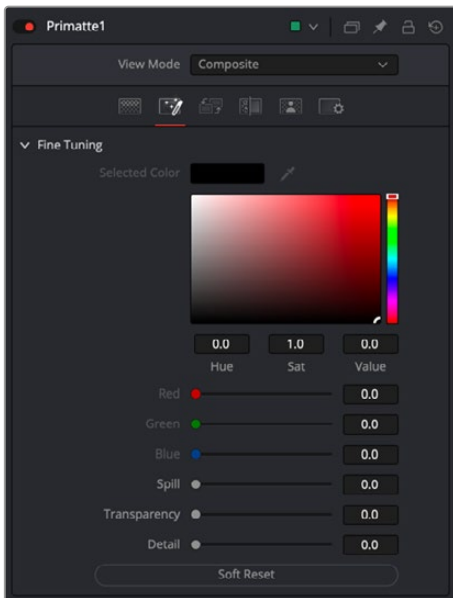 Primatte1
View Mode Composite
Fine Tuning
Selected Color
0.0 1.0 0.0
Hue Sat Value
Red 0.0
Green 0.0
Blue 0.0
Spill 0.0
Transparency 0.0
Detail 0.0
Soft Reset